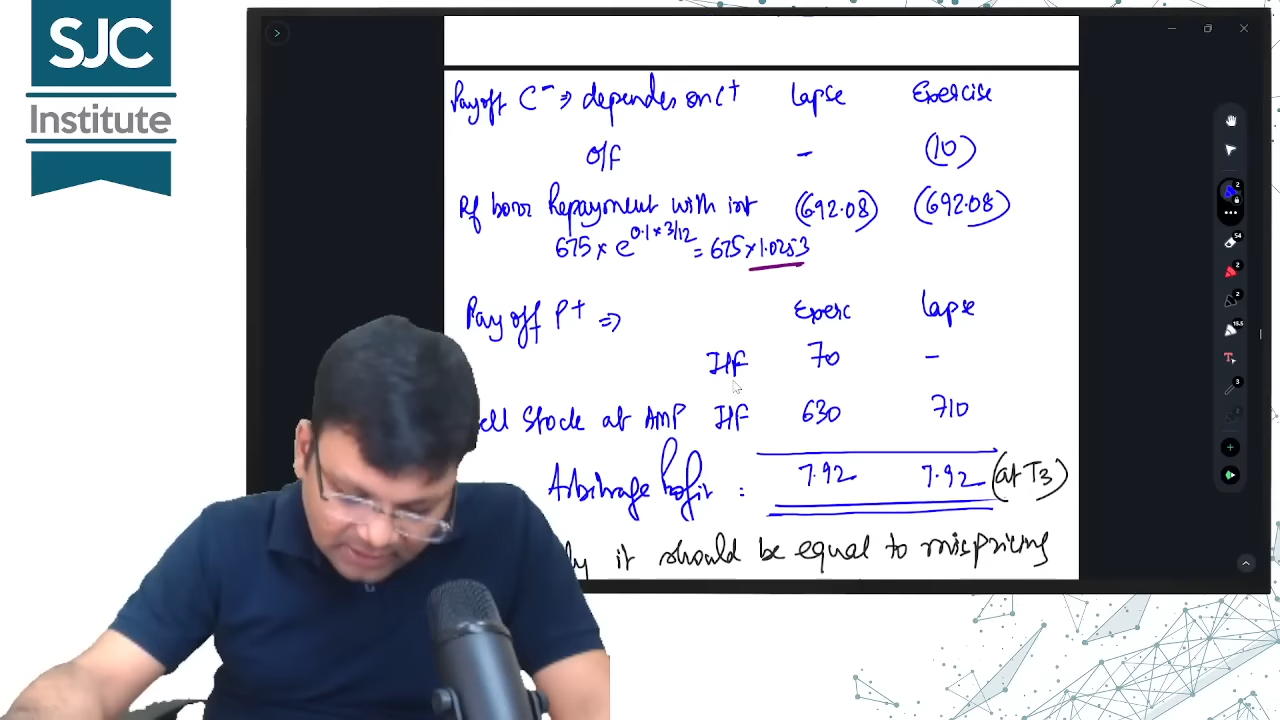 SJC
Institute
Payoff C⁻ ⇒ depends on C⁺ Lapse Exercise
O/F - (10)
Rf borr Repayment with int (692.08) (692.08)
675 × e^0.1×3/12 = 675×1.0253
Pay off P⁺ ⇒ Exerc Lapse
I/F 70 -
Sell Stock at AMP I/F 630 710
Arbitrage Profit : 7.92 7.92 (at T3)
it should be equal to mispricing